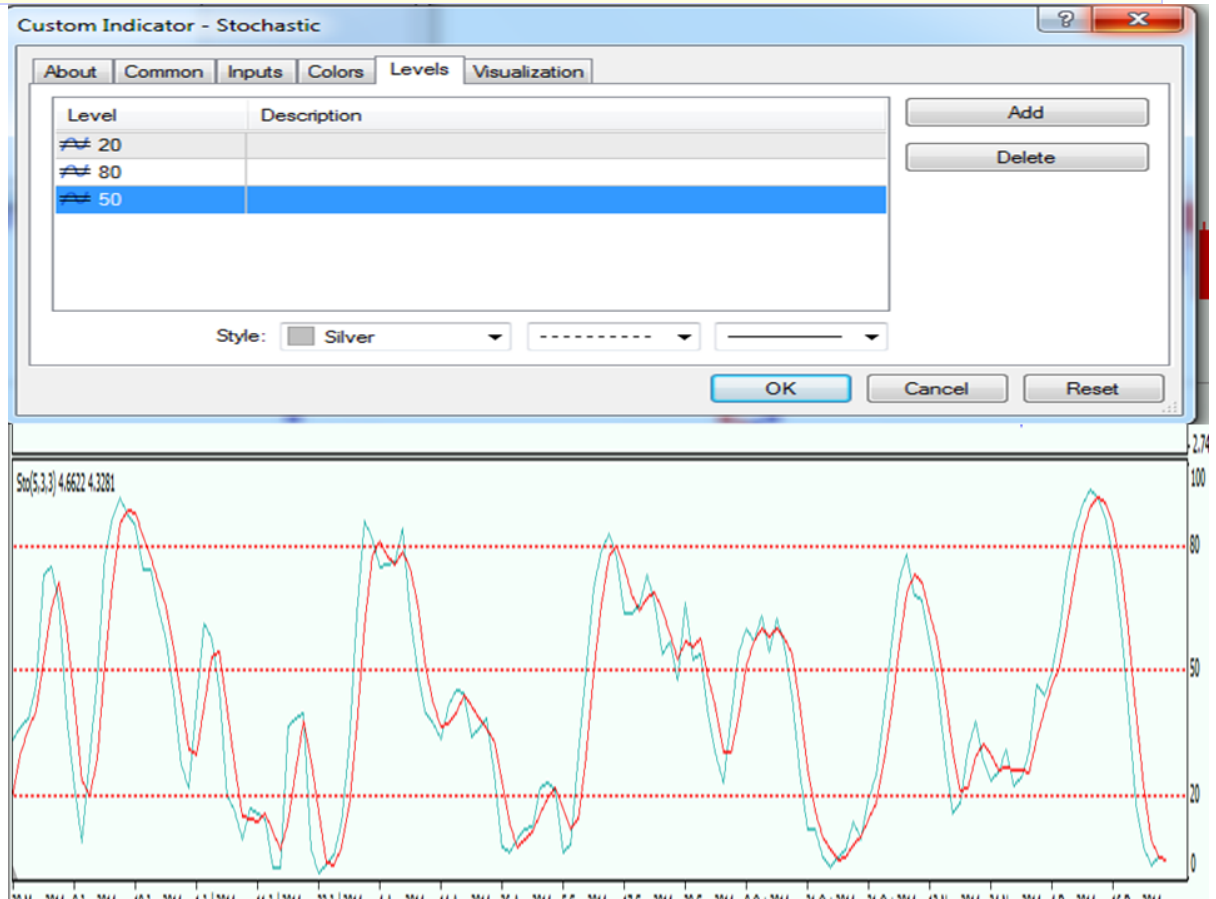 Custom Indicator - Stochastic
About Common Inputs Colors Levels Visualization
Level Description
20
80
50
Add
Delete
Style: Silver
OK Cancel Reset
Sto(5,3,3) 4.6622 4.3281
100
80
50
20
0